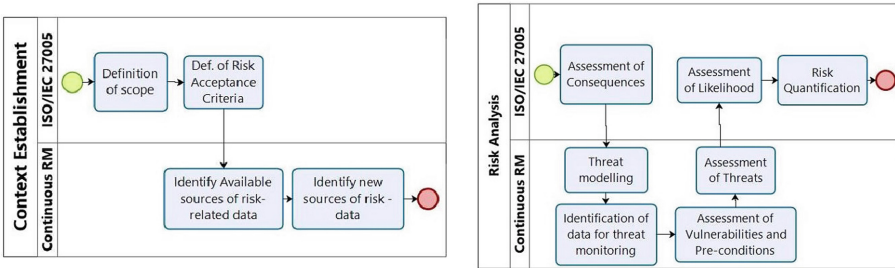 Context Establishment
ISO/IEC 27005
Definition
of scope
Def. of Risk
Acceptance
Criteria
Continuous RM
Identify Available
sources of risk-
related data
Identify new
sources of risk -
data
Risk Analysis
ISO/IEC 27005
Assessment of
Consequences
Assessment
of Likelihood
Risk
Quantification
Continuous RM
Threat
modelling
Assessment
of Threats
Identification of
data for threat
monitoring
Assessment of
Vulnerabilities and
Pre-conditions